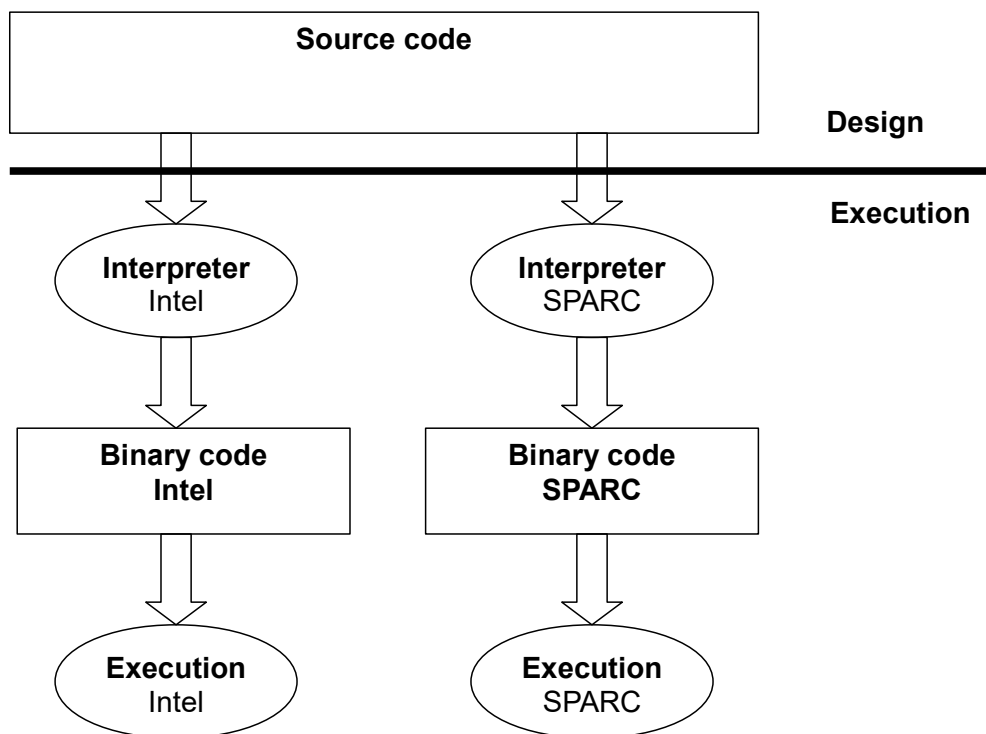 Source code
Design
Execution
Interpreter
Intel
Interpreter
SPARC
Binary code
Intel
Binary code
SPARC
Execution
Intel
Execution
SPARC